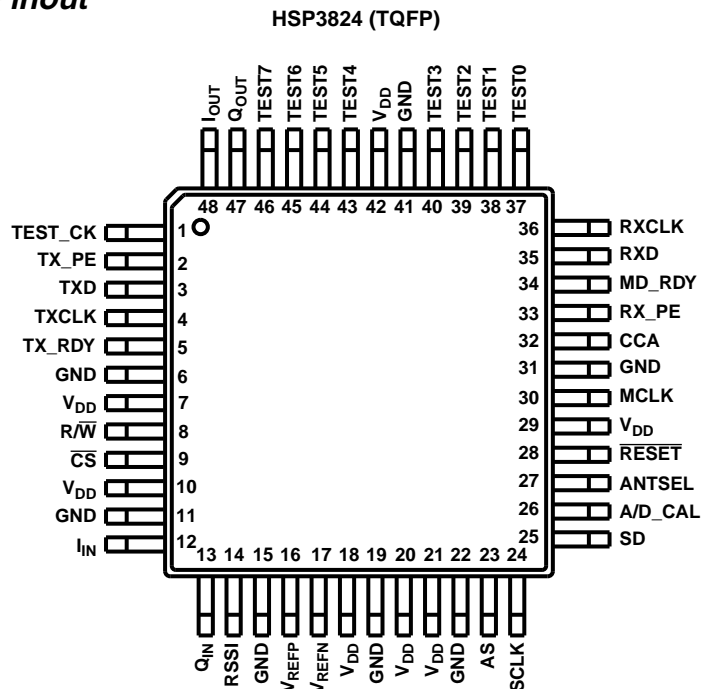 inout
HSP3824 (TQFP)
IOUT
QOUT
TEST7
TEST6
TEST5
TEST4
VDD
GND
TEST3
TEST2
TEST1
TEST0
48 47 46 45 44 43 42 41 40 39 38 37
TEST_CK 1
TX_PE 2
TXD 3
TXCLK 4
TX_RDY 5
GND 6
VDD 7
R/W̅ 8
C̅S̅ 9
VDD 10
GND 11
IIN 12
36 RXCLK
35 RXD
34 MD_RDY
33 RX_PE
32 CCA
31 GND
30 MCLK
29 VDD
28 R̅E̅S̅E̅T̅
27 ANTSEL
26 A/D_CAL
25 SD
13 14 15 16 17 18 19 20 21 22 23 24
QIN
RSSI
GND
VREFP
VREFN
VDD
GND
VDD
VDD
GND
AS
SCLK